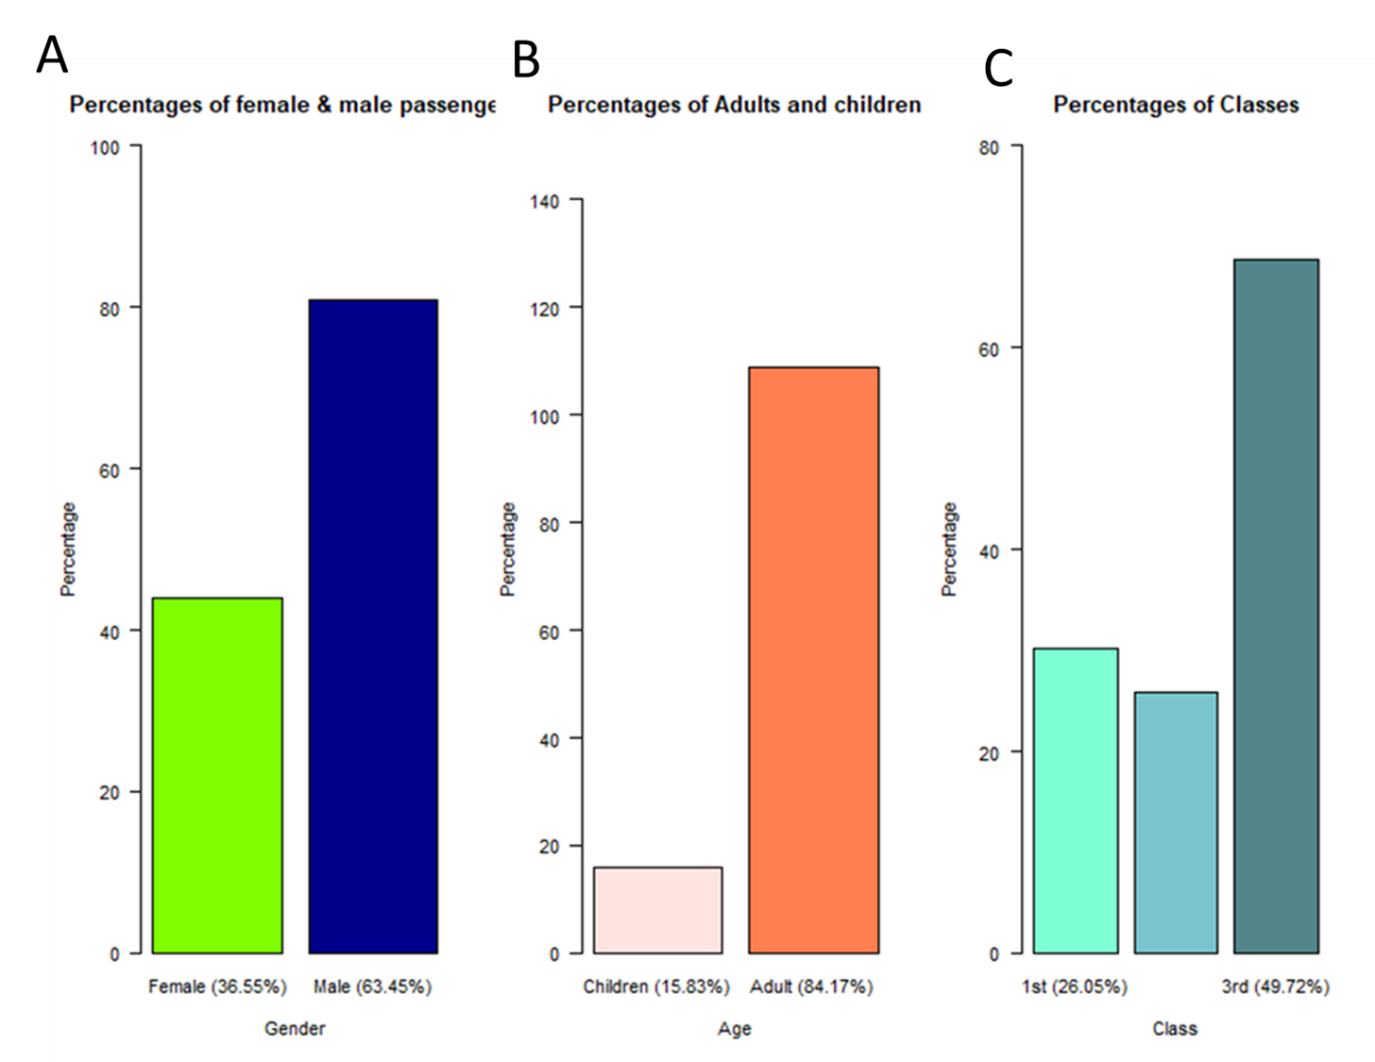 A
Percentages of female & male passenge
100
80
60
40
20
0
Percentage
Female (36.55%)
Male (63.45%)
Gender
B
Percentages of Adults and children
140
120
100
80
60
40
20
0
Percentage
Children (15.83%)
Adult (84.17%)
Age
C
Percentages of Classes
80
60
40
20
0
Percentage
1st (26.05%)
3rd (49.72%)
Class